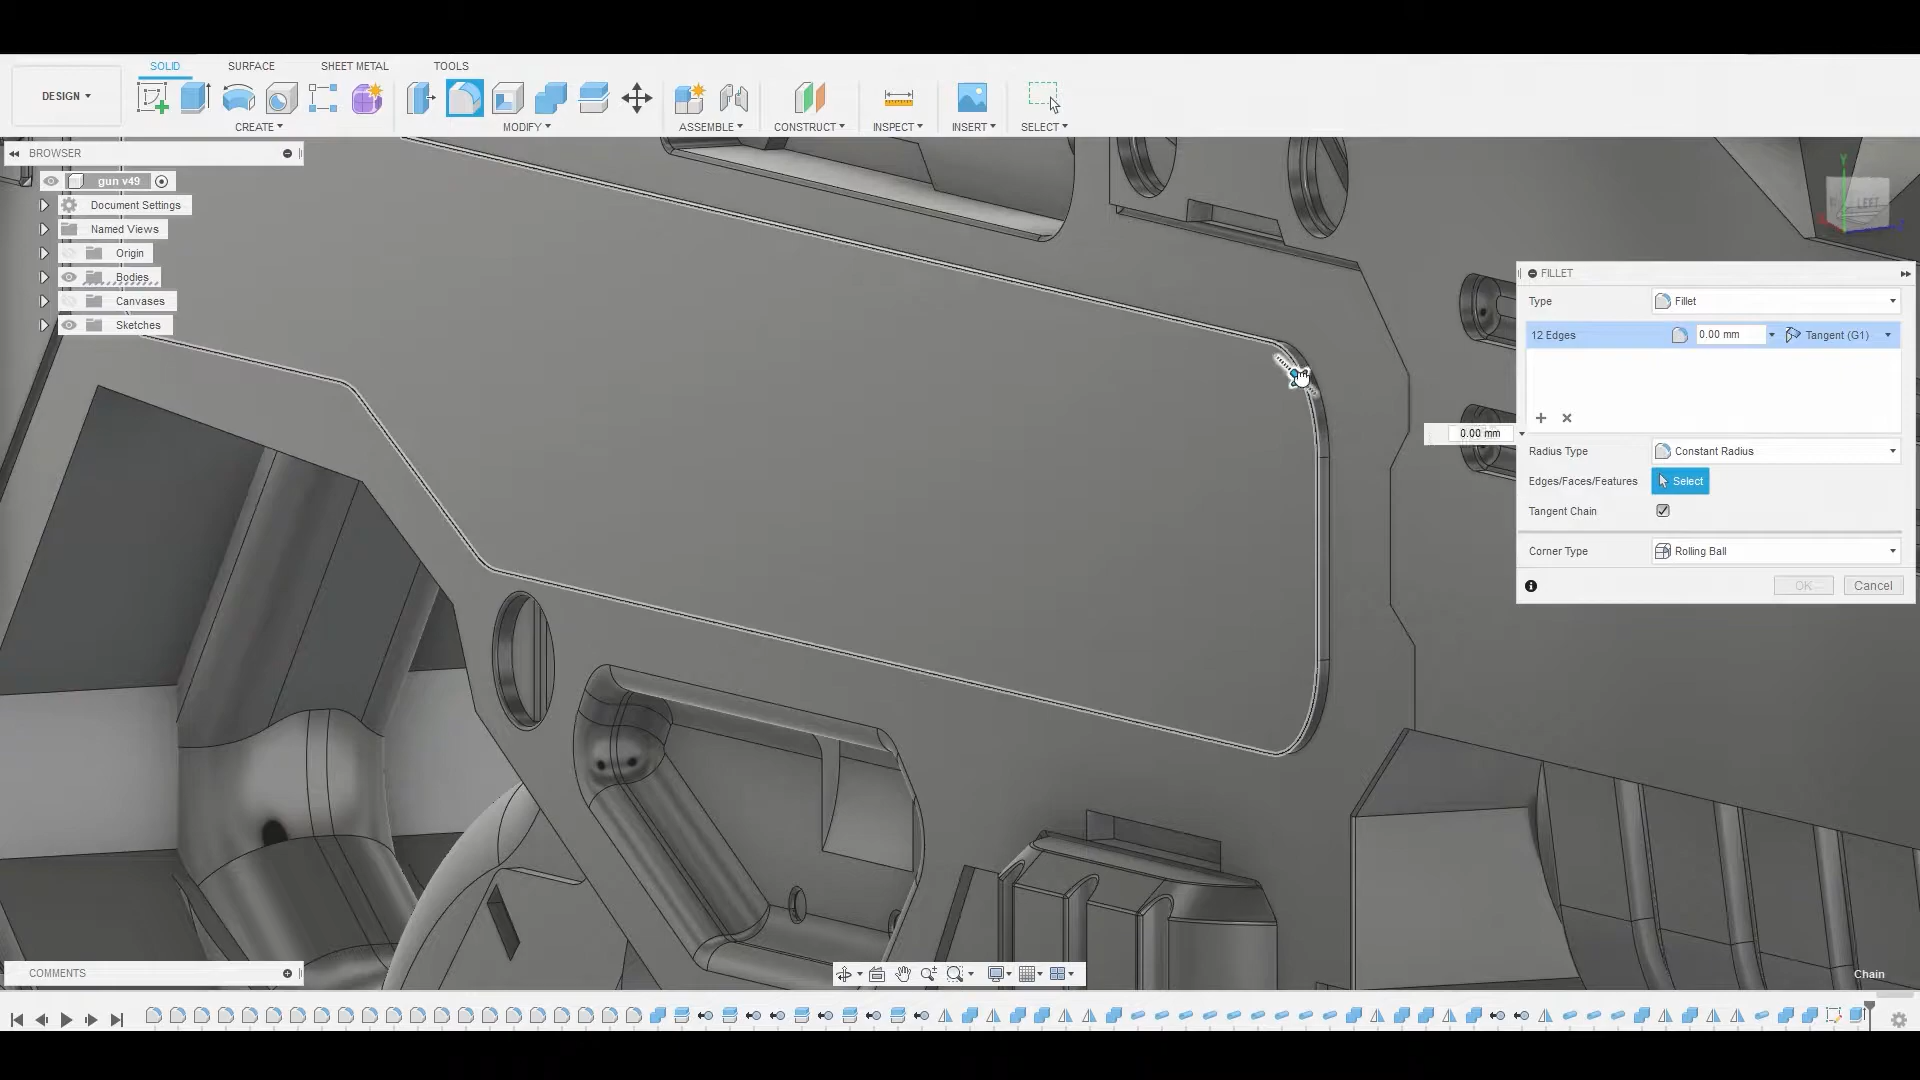 SOLID
SURFACE
SHEET METAL
TOOLS
DESIGN
CREATE
MODIFY
ASSEMBLE
CONSTRUCT
INSPECT
INSERT
SELECT
BROWSER
gun v49
Document Settings
Named Views
Origin
Bodies
Canvases
Sketches
Y
LEFT
FILLET
Type
Fillet
12 Edges
0.00 mm
Tangent (G1)
0.00 mm
Radius Type
Constant Radius
Edges/Faces/Features
Select
Tangent Chain
Corner Type
Rolling Ball
OK
Cancel
COMMENTS
Chain